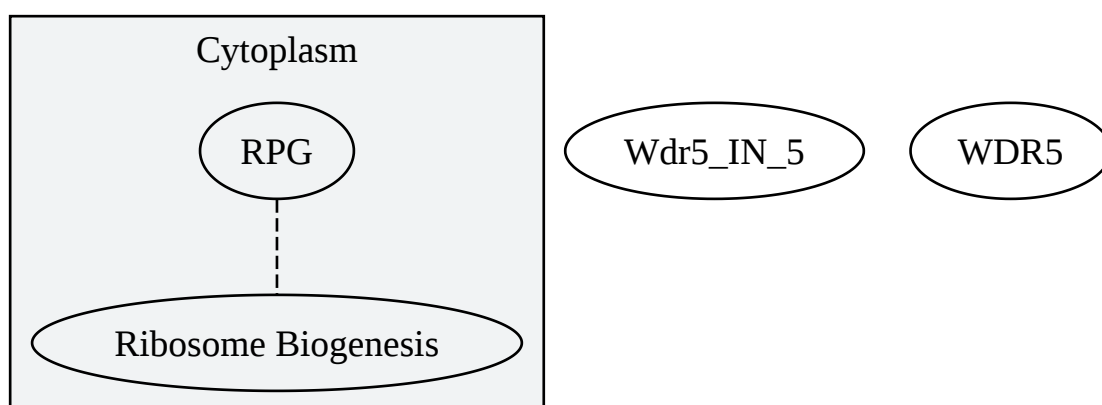 Cytoplasm
RPG
Wdr5_IN_5
WDR5
Ribosome Biogenesis